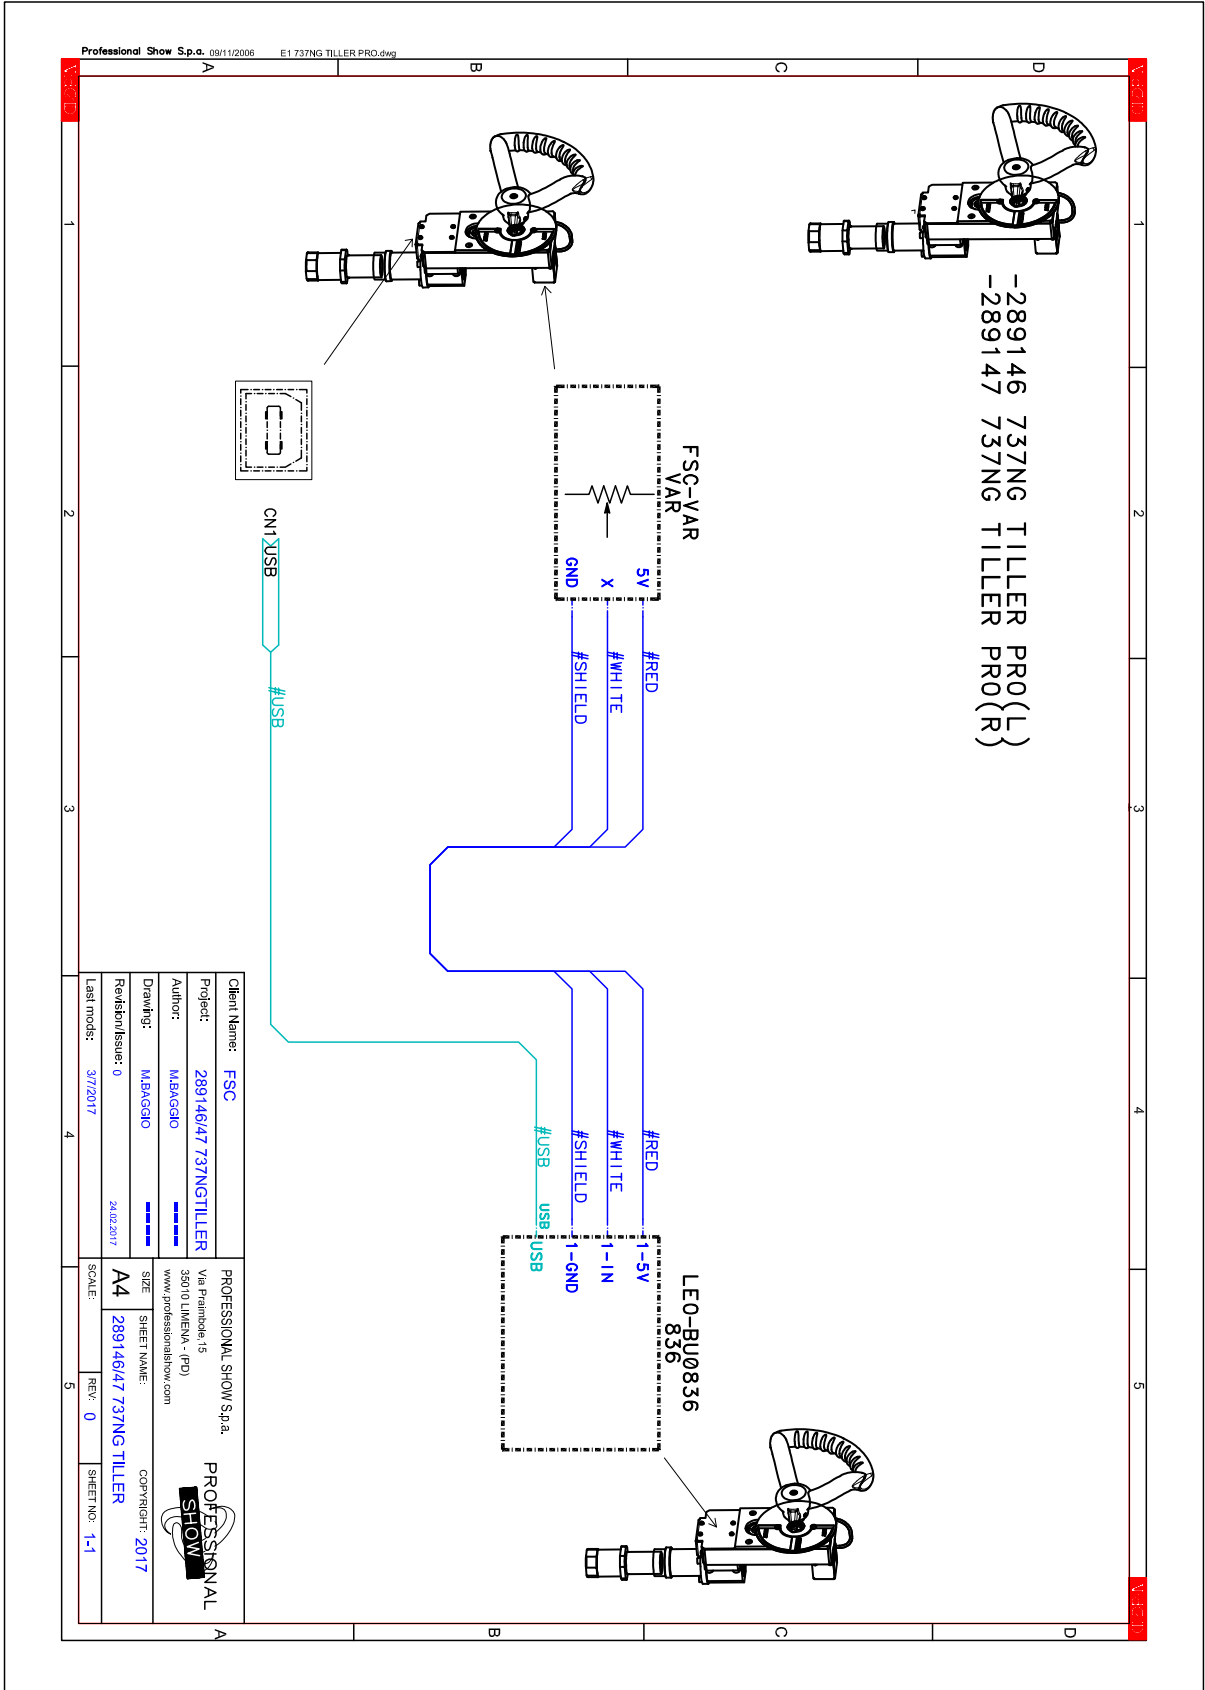 Professional Show S.p.a. 09/11/2006 E1 737NG TILLER PRO.dwg
A
B
C
D
1
2
3
4
5
1
2
3
4
5
A
B
C
D
-289146 737NG TILLER PRO(L)
-289147 737NG TILLER PRO(R)
FSC-VAR
VAR
5V
X
GND
#RED
#WHITE
#SHIELD
CN1 USB
#USB
#RED
#WHITE
#SHIELD
#USB
USB
LEO-BU0836
836
1-5V
1-IN
1-GND
USB
Client Name: FSC
Project: 289146/47 737NGTILLER
Author: M.BAGGIO
Drawing: M.BAGGIO
Revision/Issue: 0 24.02.2017
Last mods: 3/7/2017
PROFESSIONAL SHOW S.p.a.
Via Praimbole,15
35010 LIMENA - (PD)
www.professionalshow.com
PROFESSIONAL
SHOW
SIZE
A4
SHEET NAME:
289146/47 737NG TILLER
COPYRIGHT: 2017
SCALE:
REV: 0
SHEET NO: 1-1